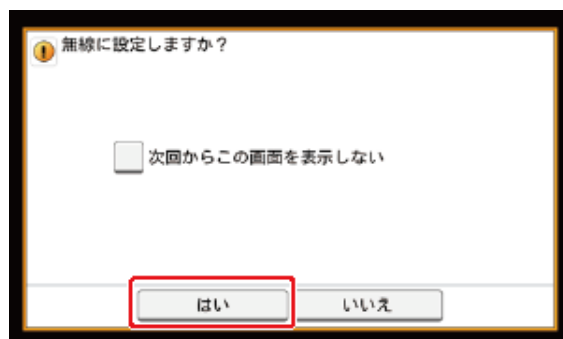 無線に設定しますか？
次回からこの画面を表示しない
はい
いいえ